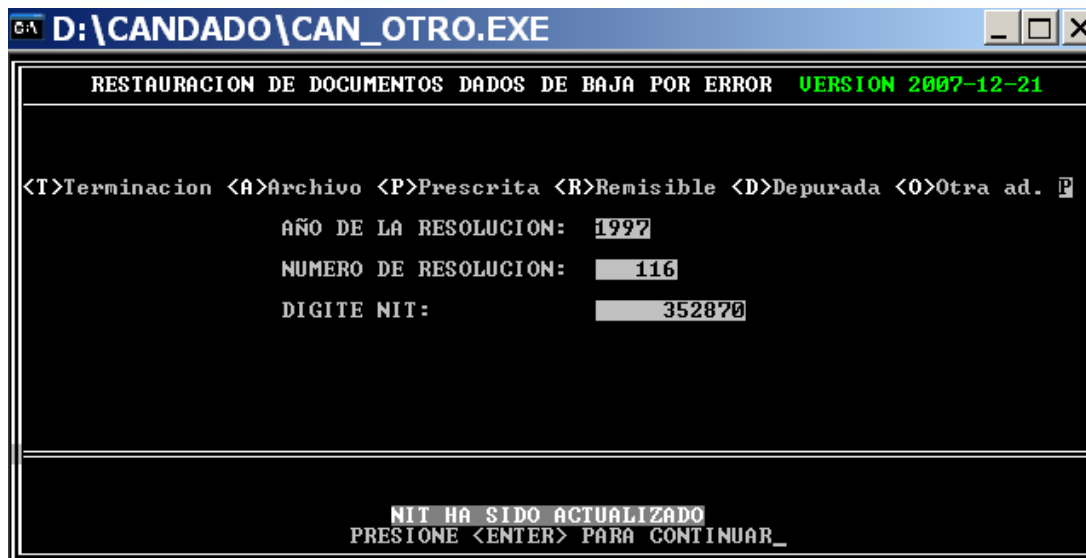 D:\CANDADO\CAN_OTRO.EXE
RESTAURACION DE DOCUMENTOS DADOS DE BAJA POR ERROR VERSION 2007-12-21
<T>Terminacion <A>Archivo <P>Prescrita <R>Remisible <D>Depurada <O>Otra ad. P
AÑO DE LA RESOLUCION: 1997
NUMERO DE RESOLUCION: 116
DIGITE NIT: 352870
NIT HA SIDO ACTUALIZADO
PRESIONE <ENTER> PARA CONTINUAR_